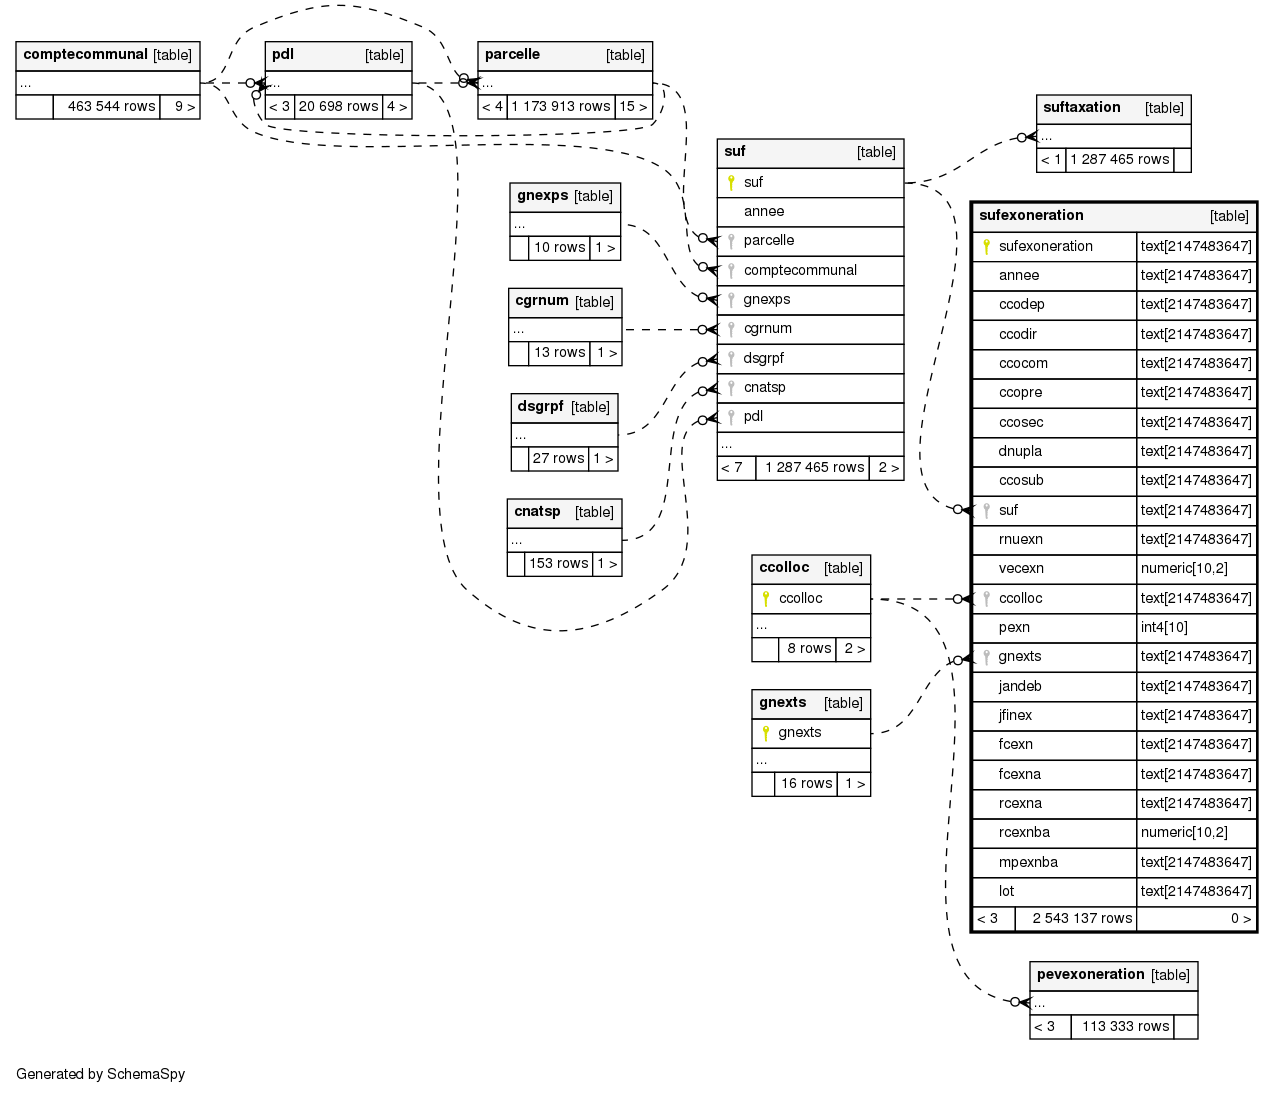 comptecommunal [table]
...
463 544 rows 9 >
pdl [table]
...
< 3 20 698 rows 4 >
parcelle [table]
...
< 4 1 173 913 rows 15 >
suftaxation [table]
...
< 1 1 287 465 rows
suf [table]
suf
annee
parcelle
comptecommunal
gnexps
cgrnum
dsgrpf
cnatsp
pdl
...
< 7 1 287 465 rows 2 >
gnexps [table]
...
10 rows 1 >
cgrnum [table]
...
13 rows 1 >
dsgrpf [table]
...
27 rows 1 >
cnatsp [table]
...
153 rows 1 >
sufexoneration [table]
sufexoneration text[2147483647]
annee text[2147483647]
ccodep text[2147483647]
ccodir text[2147483647]
ccocom text[2147483647]
ccopre text[2147483647]
ccosec text[2147483647]
dnupla text[2147483647]
ccosub text[2147483647]
suf text[2147483647]
rnuexn text[2147483647]
vecexn numeric[10,2]
ccolloc text[2147483647]
pexn int4[10]
gnexts text[2147483647]
jandeb text[2147483647]
jfinex text[2147483647]
fcexn text[2147483647]
fcexna text[2147483647]
rcexna text[2147483647]
rcexnba numeric[10,2]
mpexnba text[2147483647]
lot text[2147483647]
< 3 2 543 137 rows 0 >
ccolloc [table]
ccolloc
...
8 rows 2 >
gnexts [table]
gnexts
...
16 rows 1 >
pevexoneration [table]
...
< 3 113 333 rows
Generated by SchemaSpy